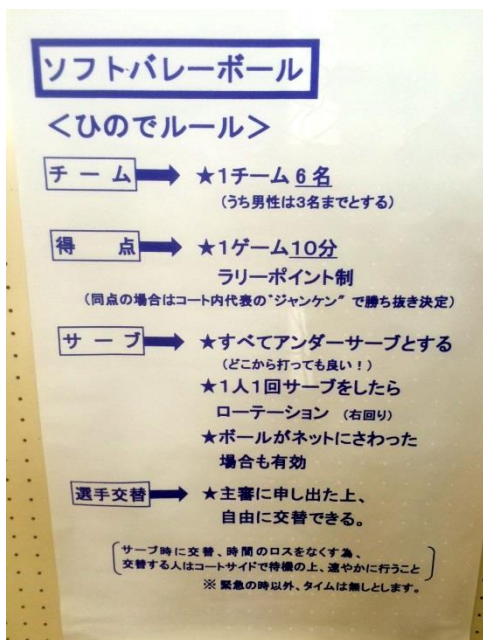 ソフトバレーボール
＜ひのでルール＞
チーム ➡ ★1チーム 6名
（うち男性は3名までとする）
得点 ➡ ★1ゲーム10分
ラリーポイント制
（同点の場合はコート内代表の“ジャンケン”で勝ち抜き決定）
サーブ ➡ ★すべてアンダーサーブとする
（どこから打っても良い！）
★1人1回サーブをしたら
ローテーション （右回り）
★ボールがネットにさわった
場合も有効
選手交替 ➡ ★主審に申し出た上、
自由に交替できる。
サーブ時に交替、時間のロスをなくす為、
交替する人はコートサイドで待機の上、速やかに行うこと
※ 緊急の時以外、タイムは無しとします。